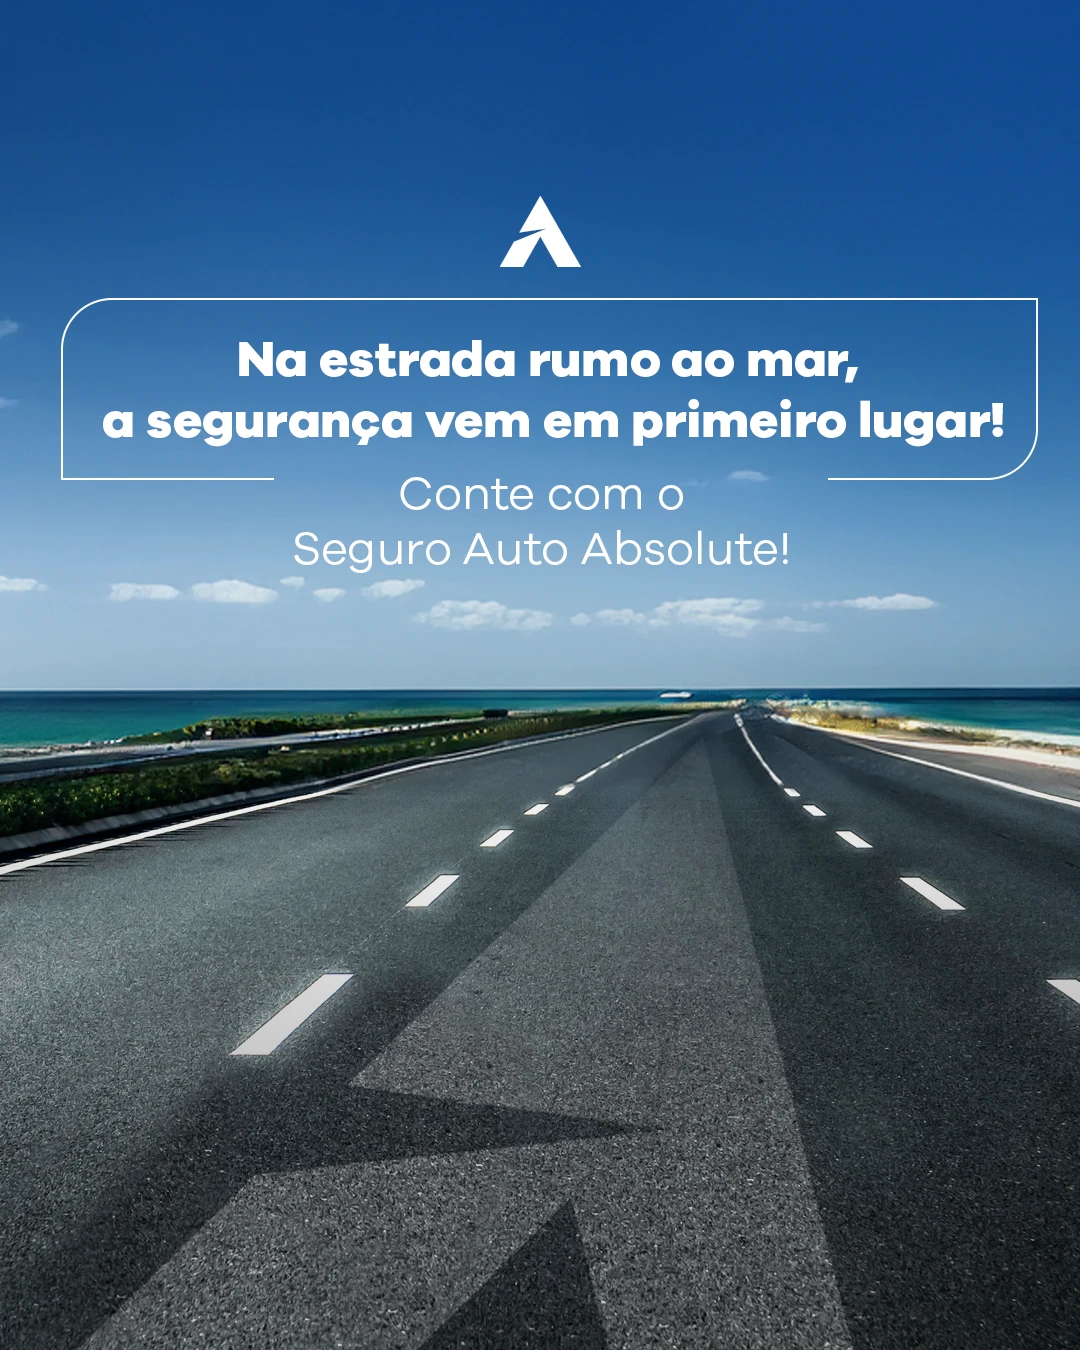 Na estrada rumo ao mar,
a segurança vem em primeiro lugar!
Conte com o
Seguro Auto Absolute!